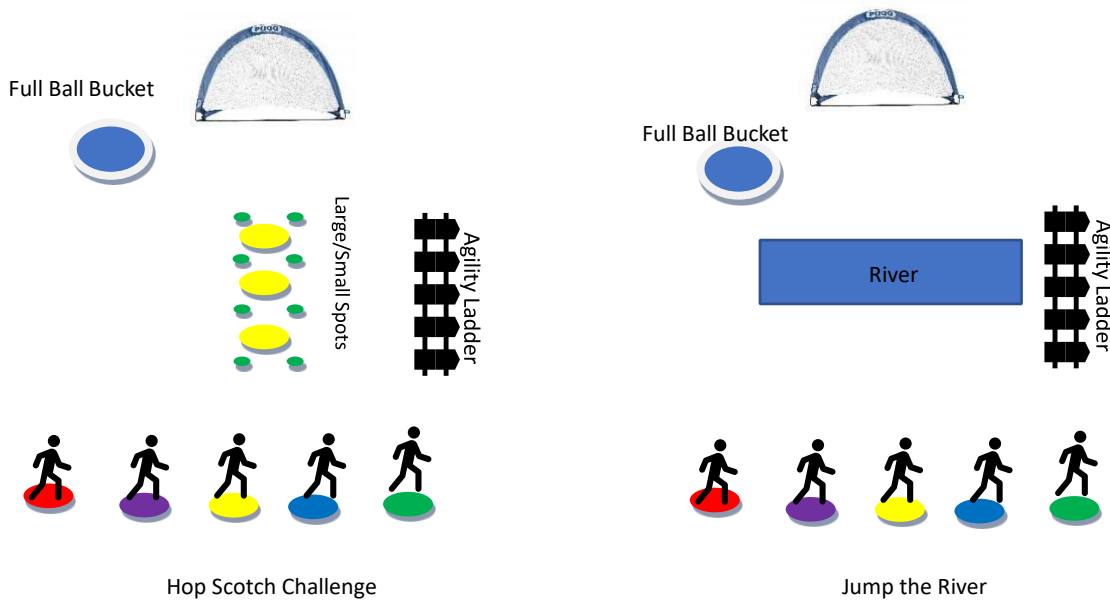 PUGG
Full Ball Bucket
Large/Small Spots
Agility Ladder
Hop Scotch Challenge
Full Ball Bucket
River
Agility Ladder
Jump the River